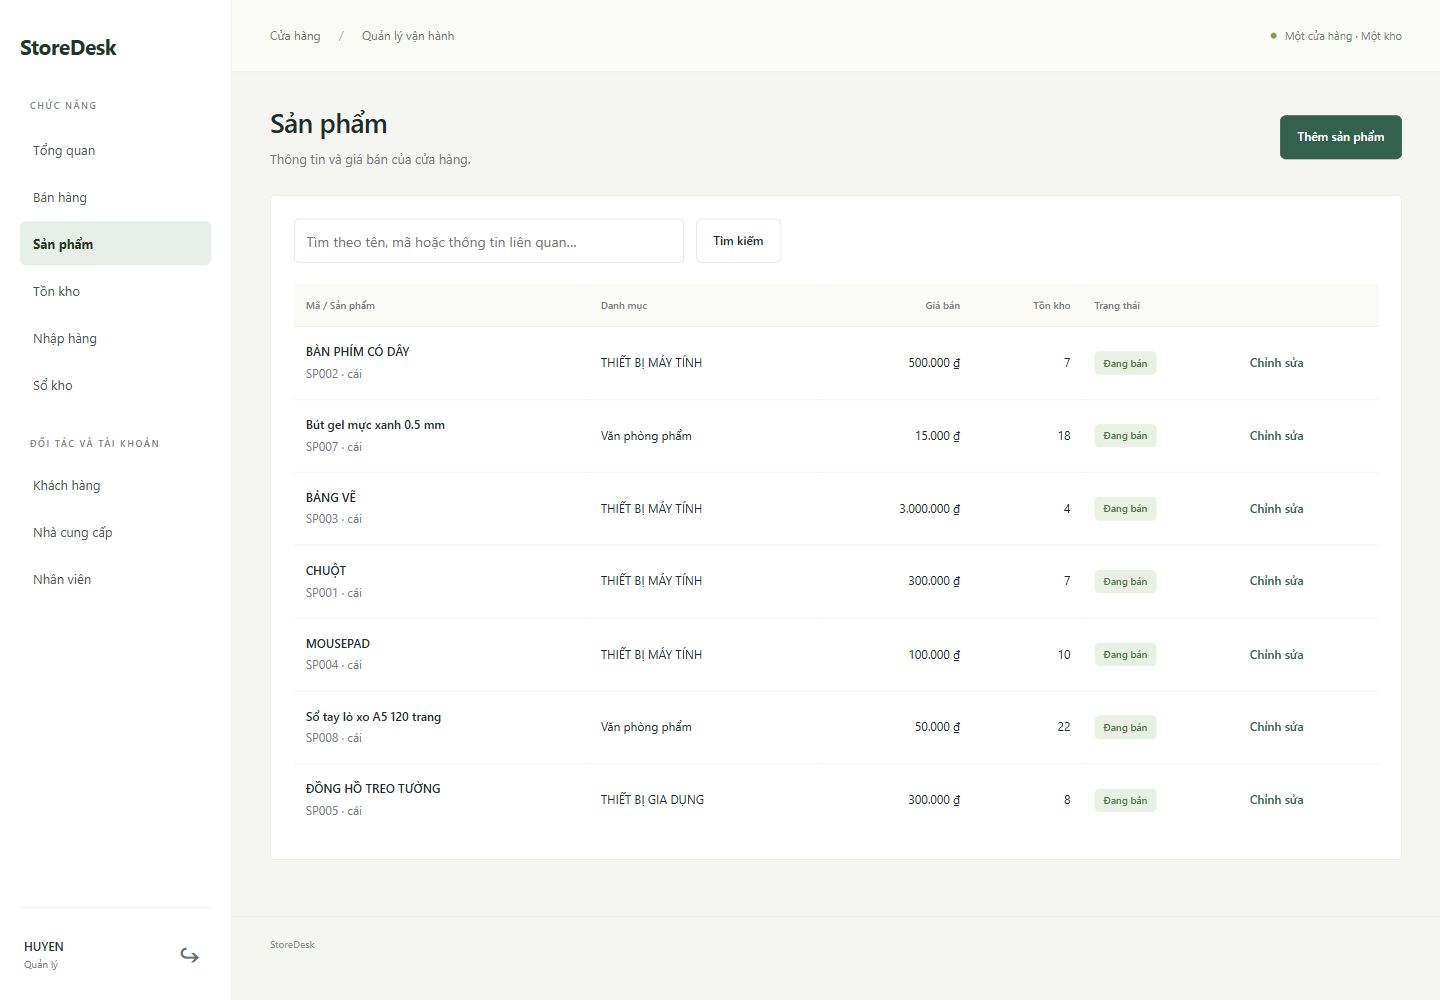 StoreDesk
CHỨC NĂNG
Tổng quan
Bán hàng
Sản phẩm
Tồn kho
Nhập hàng
Sổ kho
ĐỐI TÁC VÀ TÀI KHOẢN
Khách hàng
Nhà cung cấp
Nhân viên
HUYEN
Quản lý
Cửa hàng / Quản lý vận hành
Một cửa hàng · Một kho
Sản phẩm
Thông tin và giá bán của cửa hàng.
Thêm sản phẩm
Tìm theo tên, mã hoặc thông tin liên quan...
Tìm kiếm
Mã / Sản phẩm Danh mục Giá bán Tồn kho Trạng thái
BÀN PHÍM CÓ DÂY
SP002 · cái
THIẾT BỊ MÁY TÍNH 500.000 ₫ 7 Đang bán Chỉnh sửa
Bút gel mực xanh 0.5 mm
SP007 · cái
Văn phòng phẩm 15.000 ₫ 18 Đang bán Chỉnh sửa
BẢNG VẼ
SP003 · cái
THIẾT BỊ MÁY TÍNH 3.000.000 ₫ 4 Đang bán Chỉnh sửa
CHUỘT
SP001 · cái
THIẾT BỊ MÁY TÍNH 300.000 ₫ 7 Đang bán Chỉnh sửa
MOUSEPAD
SP004 · cái
THIẾT BỊ MÁY TÍNH 100.000 ₫ 10 Đang bán Chỉnh sửa
Sổ tay lò xo A5 120 trang
SP008 · cái
Văn phòng phẩm 50.000 ₫ 22 Đang bán Chỉnh sửa
ĐỒNG HỒ TREO TƯỜNG
SP005 · cái
THIẾT BỊ GIA DỤNG 300.000 ₫ 8 Đang bán Chỉnh sửa
StoreDesk